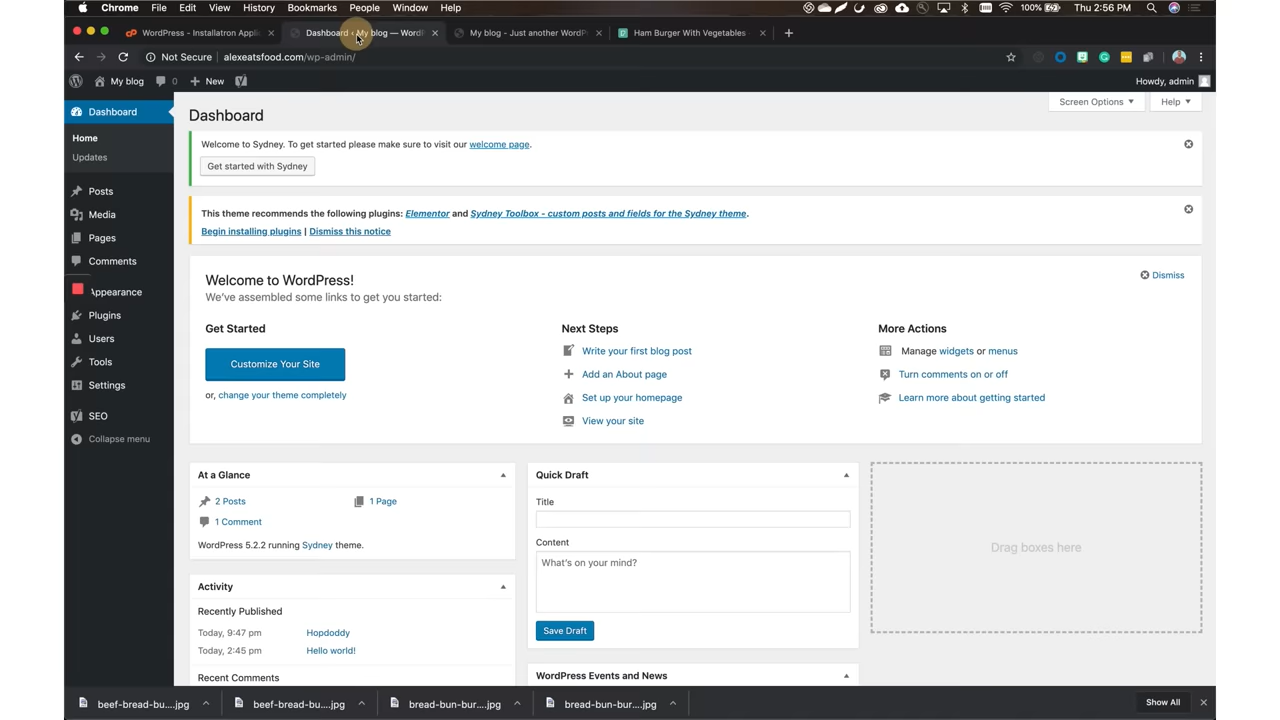 Chrome File Edit View History Bookmarks People Window Help 100% Thu 2:56 PM
WordPress - Installatron Appli
Dashboard ‹ My blog — WordP
My blog - Just another WordPr
Ham Burger With Vegetables
Not Secure alexeatsfood.com/wp-admin/
My blog 0 New Howdy, admin
Dashboard
Home
Updates
Posts
Media
Pages
Comments
Appearance
Plugins
Users
Tools
Settings
SEO
Collapse menu
Screen Options Help
Dashboard
Welcome to Sydney. To get started please make sure to visit our welcome page.
Get started with Sydney
This theme recommends the following plugins: Elementor and Sydney Toolbox - custom posts and fields for the Sydney theme.
Begin installing plugins | Dismiss this notice
Welcome to WordPress!
Dismiss
We've assembled some links to get you started:
Get Started
Customize Your Site
or, change your theme completely
Next Steps
Write your first blog post
Add an About page
Set up your homepage
View your site
More Actions
Manage widgets or menus
Turn comments on or off
Learn more about getting started
At a Glance
2 Posts 1 Page
1 Comment
WordPress 5.2.2 running Sydney theme.
Activity
Recently Published
Today, 9:47 pm Hopdoddy
Today, 2:45 pm Hello world!
Recent Comments
Quick Draft
Title
Content
What's on your mind?
Save Draft
WordPress Events and News
Drag boxes here
beef-bread-bu....jpg
beef-bread-bu....jpg
bread-bun-bur....jpg
bread-bun-bur....jpg
Show All